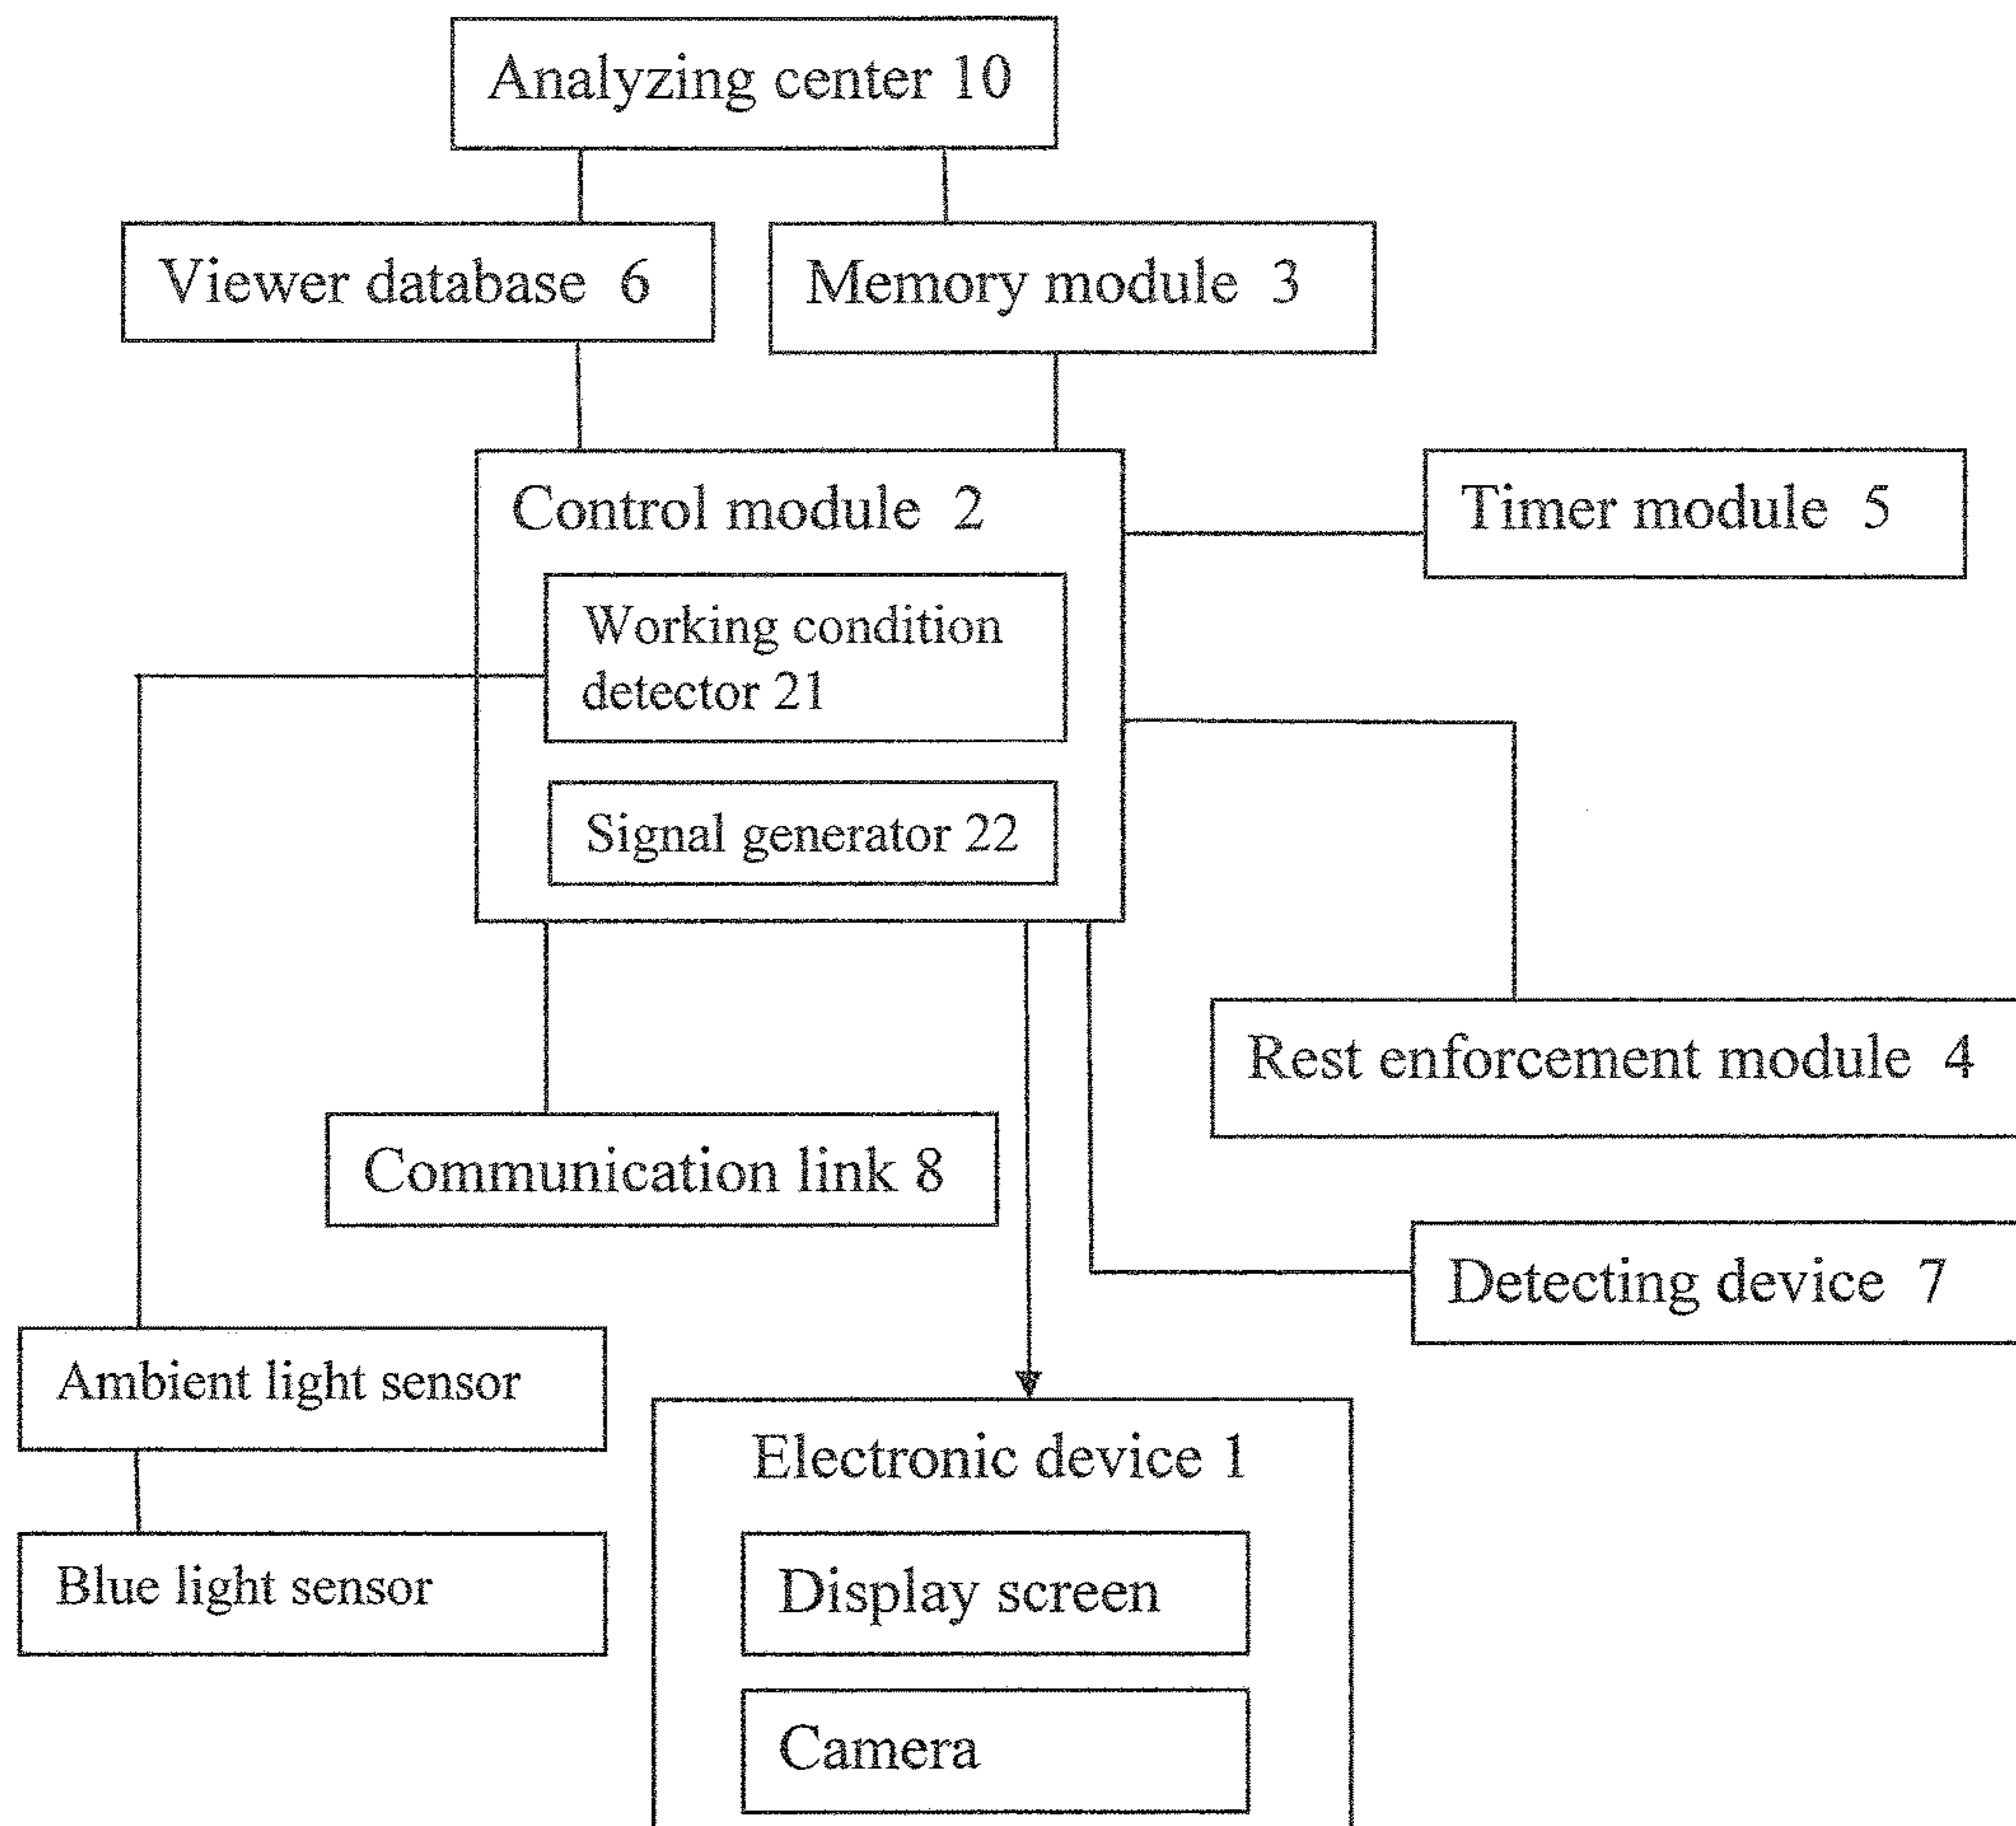 Analyzing center 10
Viewer database 6
Memory module 3
Control module 2
Timer module 5
Working condition
detector 21
Signal generator 22
Rest enforcement module 4
Communication link 8
Detecting device 7
Ambient light sensor
Electronic device 1
Blue light sensor
Display screen
Camera